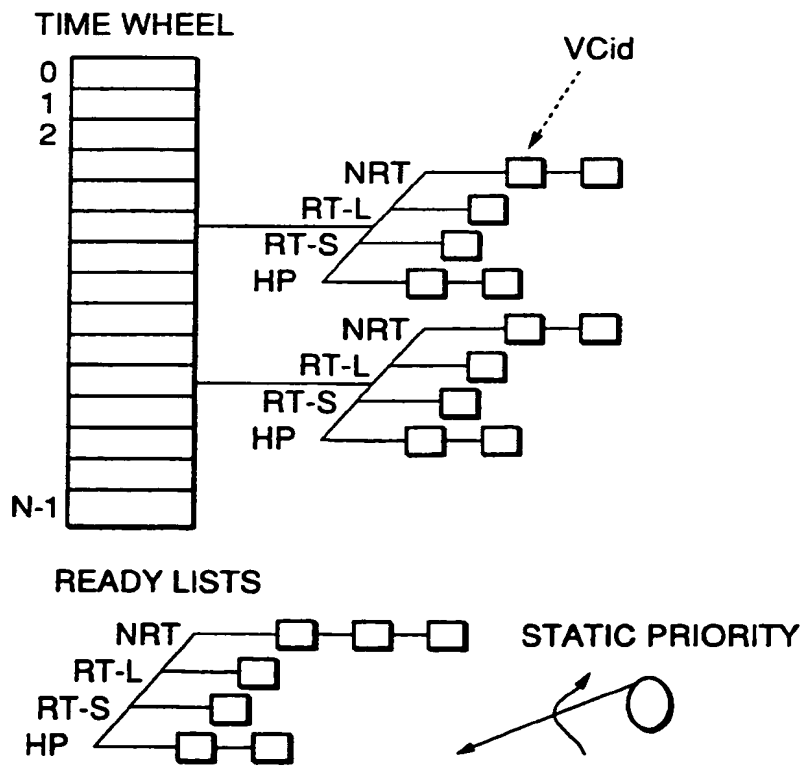 TIME WHEEL
VCid
0
1
2
NRT
RT-L
RT-S
HP
NRT
RT-L
RT-S
HP
N-1
READY LISTS
NRT
RT-L
RT-S
HP
STATIC PRIORITY